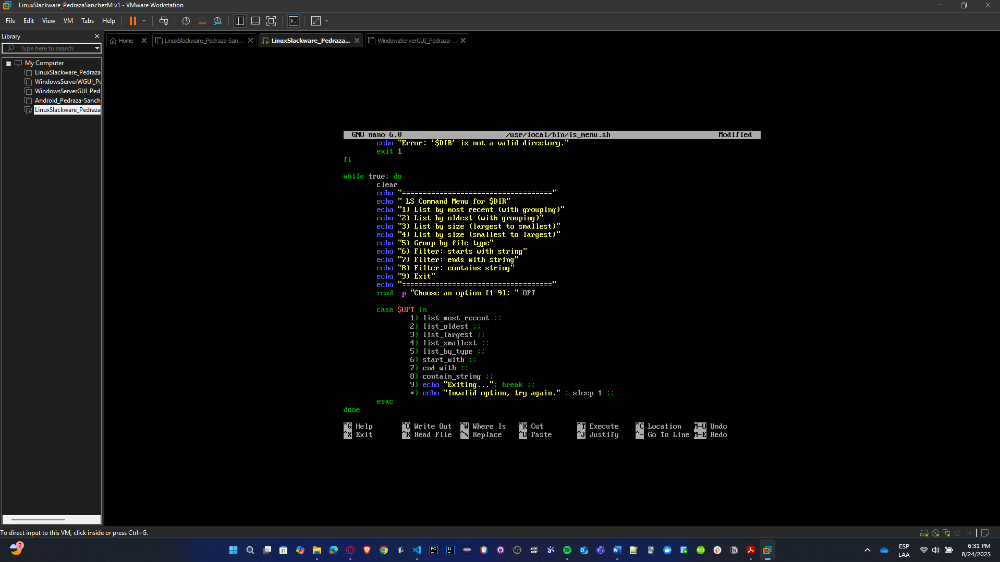 LinuxSlackware_PedrazaSanchezM v1 - VMware Workstation
File Edit View VM Tabs Help
Library
Type here to search
My Computer
LinuxSlackware_Pedraza
WindowsServerWGUI_Pe
WindowsServerGUI_Ped
Android_Pedraza-Sanch
LinuxSlackware_Pedraza
Home
LinuxSlackware_Pedraza-San...
LinuxSlackware_Pedraza...
WindowsServerGUI_Pedraza-...
GNU nano 6.0 /usr/local/bin/ls_menu.sh Modified
echo "Error: '$DIR' is not a valid directory."
exit 1
fi
while true; do
clear
echo "===================================="
echo " LS Command Menu for $DIR"
echo "1) List by most recent (with grouping)"
echo "2) List by oldest (with grouping)"
echo "3) List by size (largest to smallest)"
echo "4) List by size (smallest to largest)"
echo "5) Group by file type"
echo "6) Filter: starts with string"
echo "7) Filter: ends with string"
echo "8) Filter: contains string"
echo "9) Exit"
echo "===================================="
read -p "Choose an option [1-9]: " OPT
case $OPT in
1) list_most_recent ;;
2) list_oldest ;;
3) list_largest ;;
4) list_smallest ;;
5) list_by_type ;;
6) start_with ;;
7) end_with ;;
8) contain_string ;;
9) echo "Exiting..."; break ;;
*) echo "Invalid option, try again." ; sleep 1 ;;
esac
done
^G Help ^O Write Out ^W Where Is ^K Cut ^T Execute ^C Location M-U Undo
^X Exit ^R Read File ^\ Replace ^U Paste ^J Justify ^_ Go To Line M-E Redo
To direct input to this VM, click inside or press Ctrl+G.
2
ESP
LAA
6:31 PM
8/24/2025